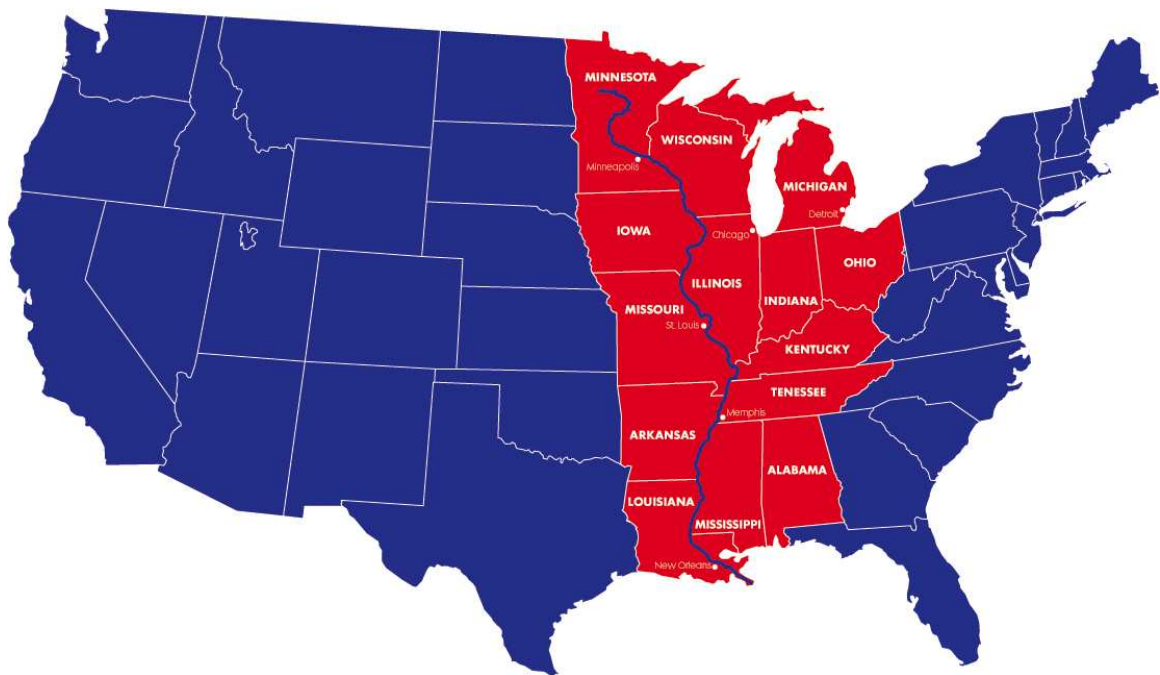 MINNESOTA
WISCONSIN
Minneapolis
MICHIGAN
Detroit
IOWA
Chicago
OHIO
ILLINOIS
INDIANA
MISSOURI
St. Louis
KENTUCKY
TENESSEE
Memphis
ARKANSAS
ALABAMA
LOUISIANA
MISSISSIPPI
New Orleans